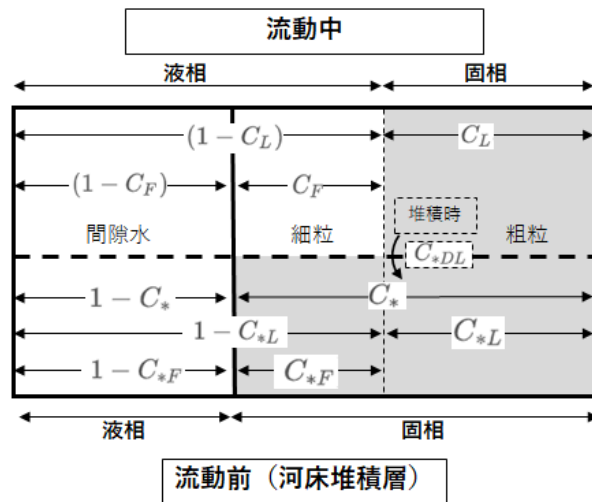 流動中
液相 固相
(1 − C_L) C_L
(1 − C_F) C_F
堆積時
間隙水 細粒 粗粒
C_{*DL}
1 − C_* C_*
1 − C_{*L} C_{*L}
1 − C_{*F} C_{*F}
液相 固相
流動前（河床堆積層）